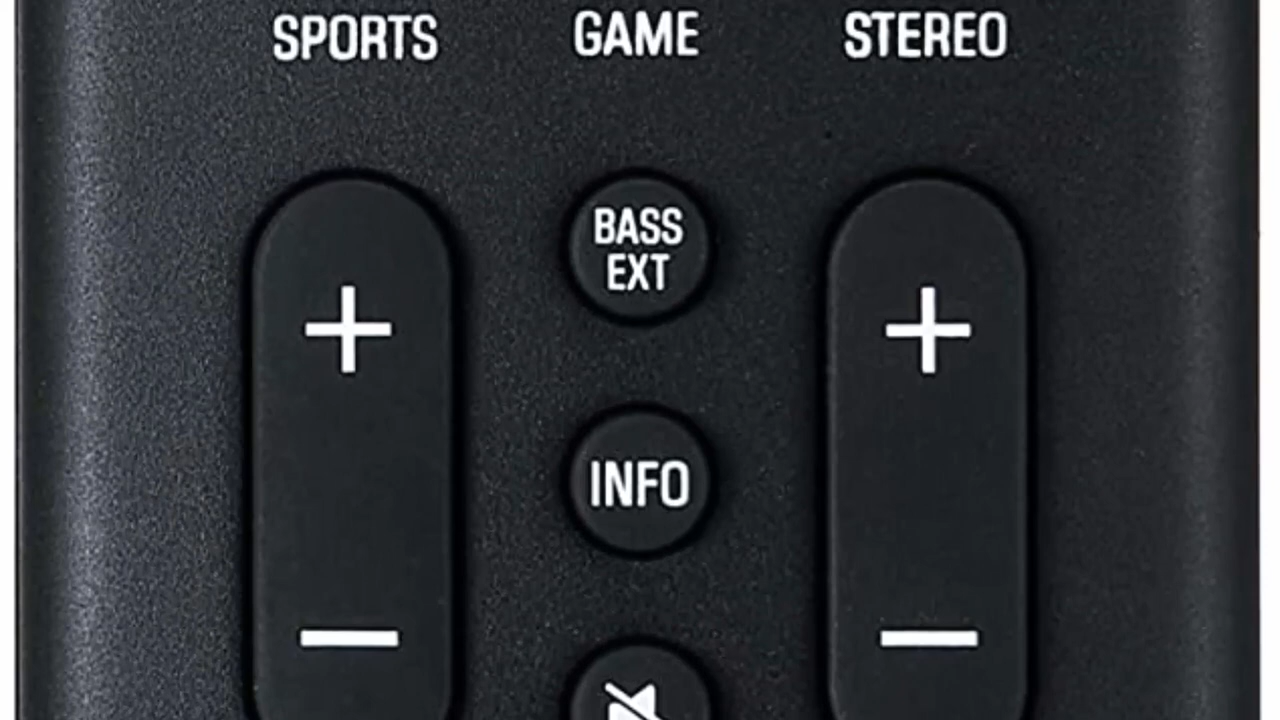 SPORTS GAME STEREO
BASS
EXT
+ +
INFO
− −